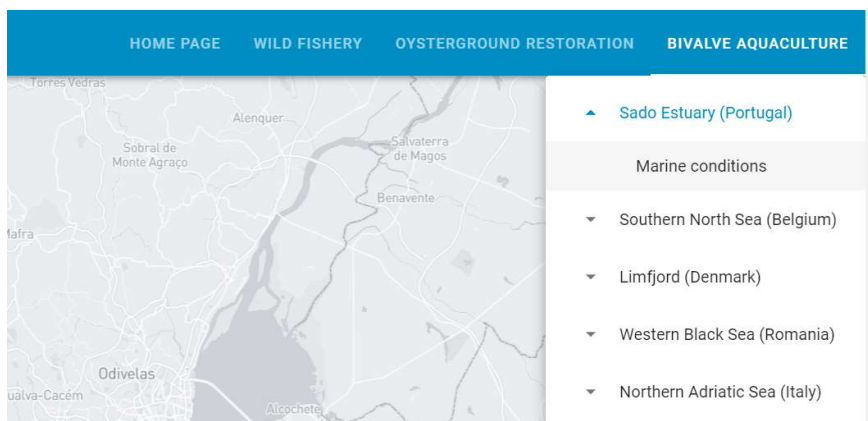 HOME PAGE WILD FISHERY OYSTERGROUND RESTORATION BIVALVE AQUACULTURE
Torres Vedras
Alenquer
Sobral de
Monte Agraço
Salvaterra
de Magos
Benavente
Mafra
Odivelas
Alcochete
Sado Estuary (Portugal)
Marine conditions
Southern North Sea (Belgium)
Limfjord (Denmark)
Western Black Sea (Romania)
Northern Adriatic Sea (Italy)